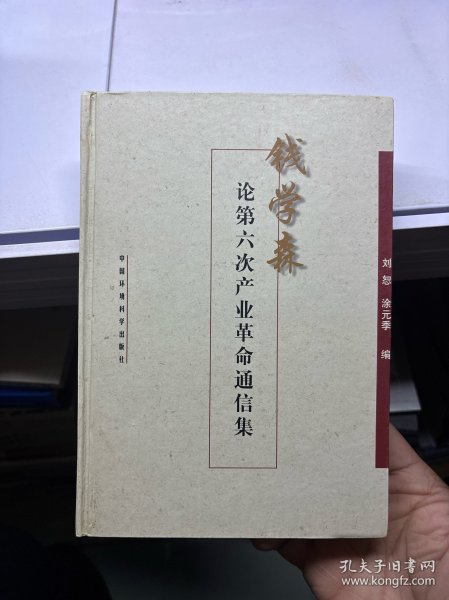 钱学森
论第六次产业革命通信集
刘恕 涂元季 编
中国环境科学出版社
孔夫子旧书网
www.kongfz.com